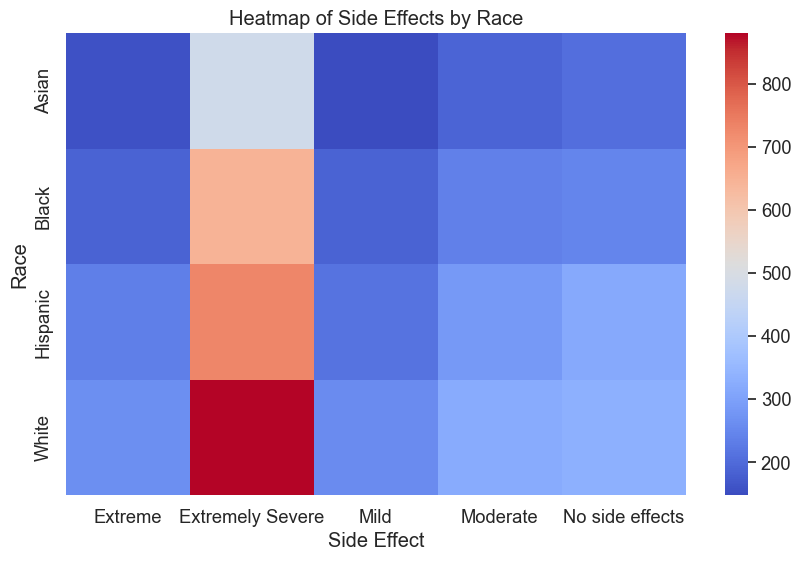 Heatmap of Side Effects by Race
Race
Asian
Black
Hispanic
White
Extreme
Extremely Severe
Mild
Moderate
No side effects
Side Effect
800
700
600
500
400
300
200